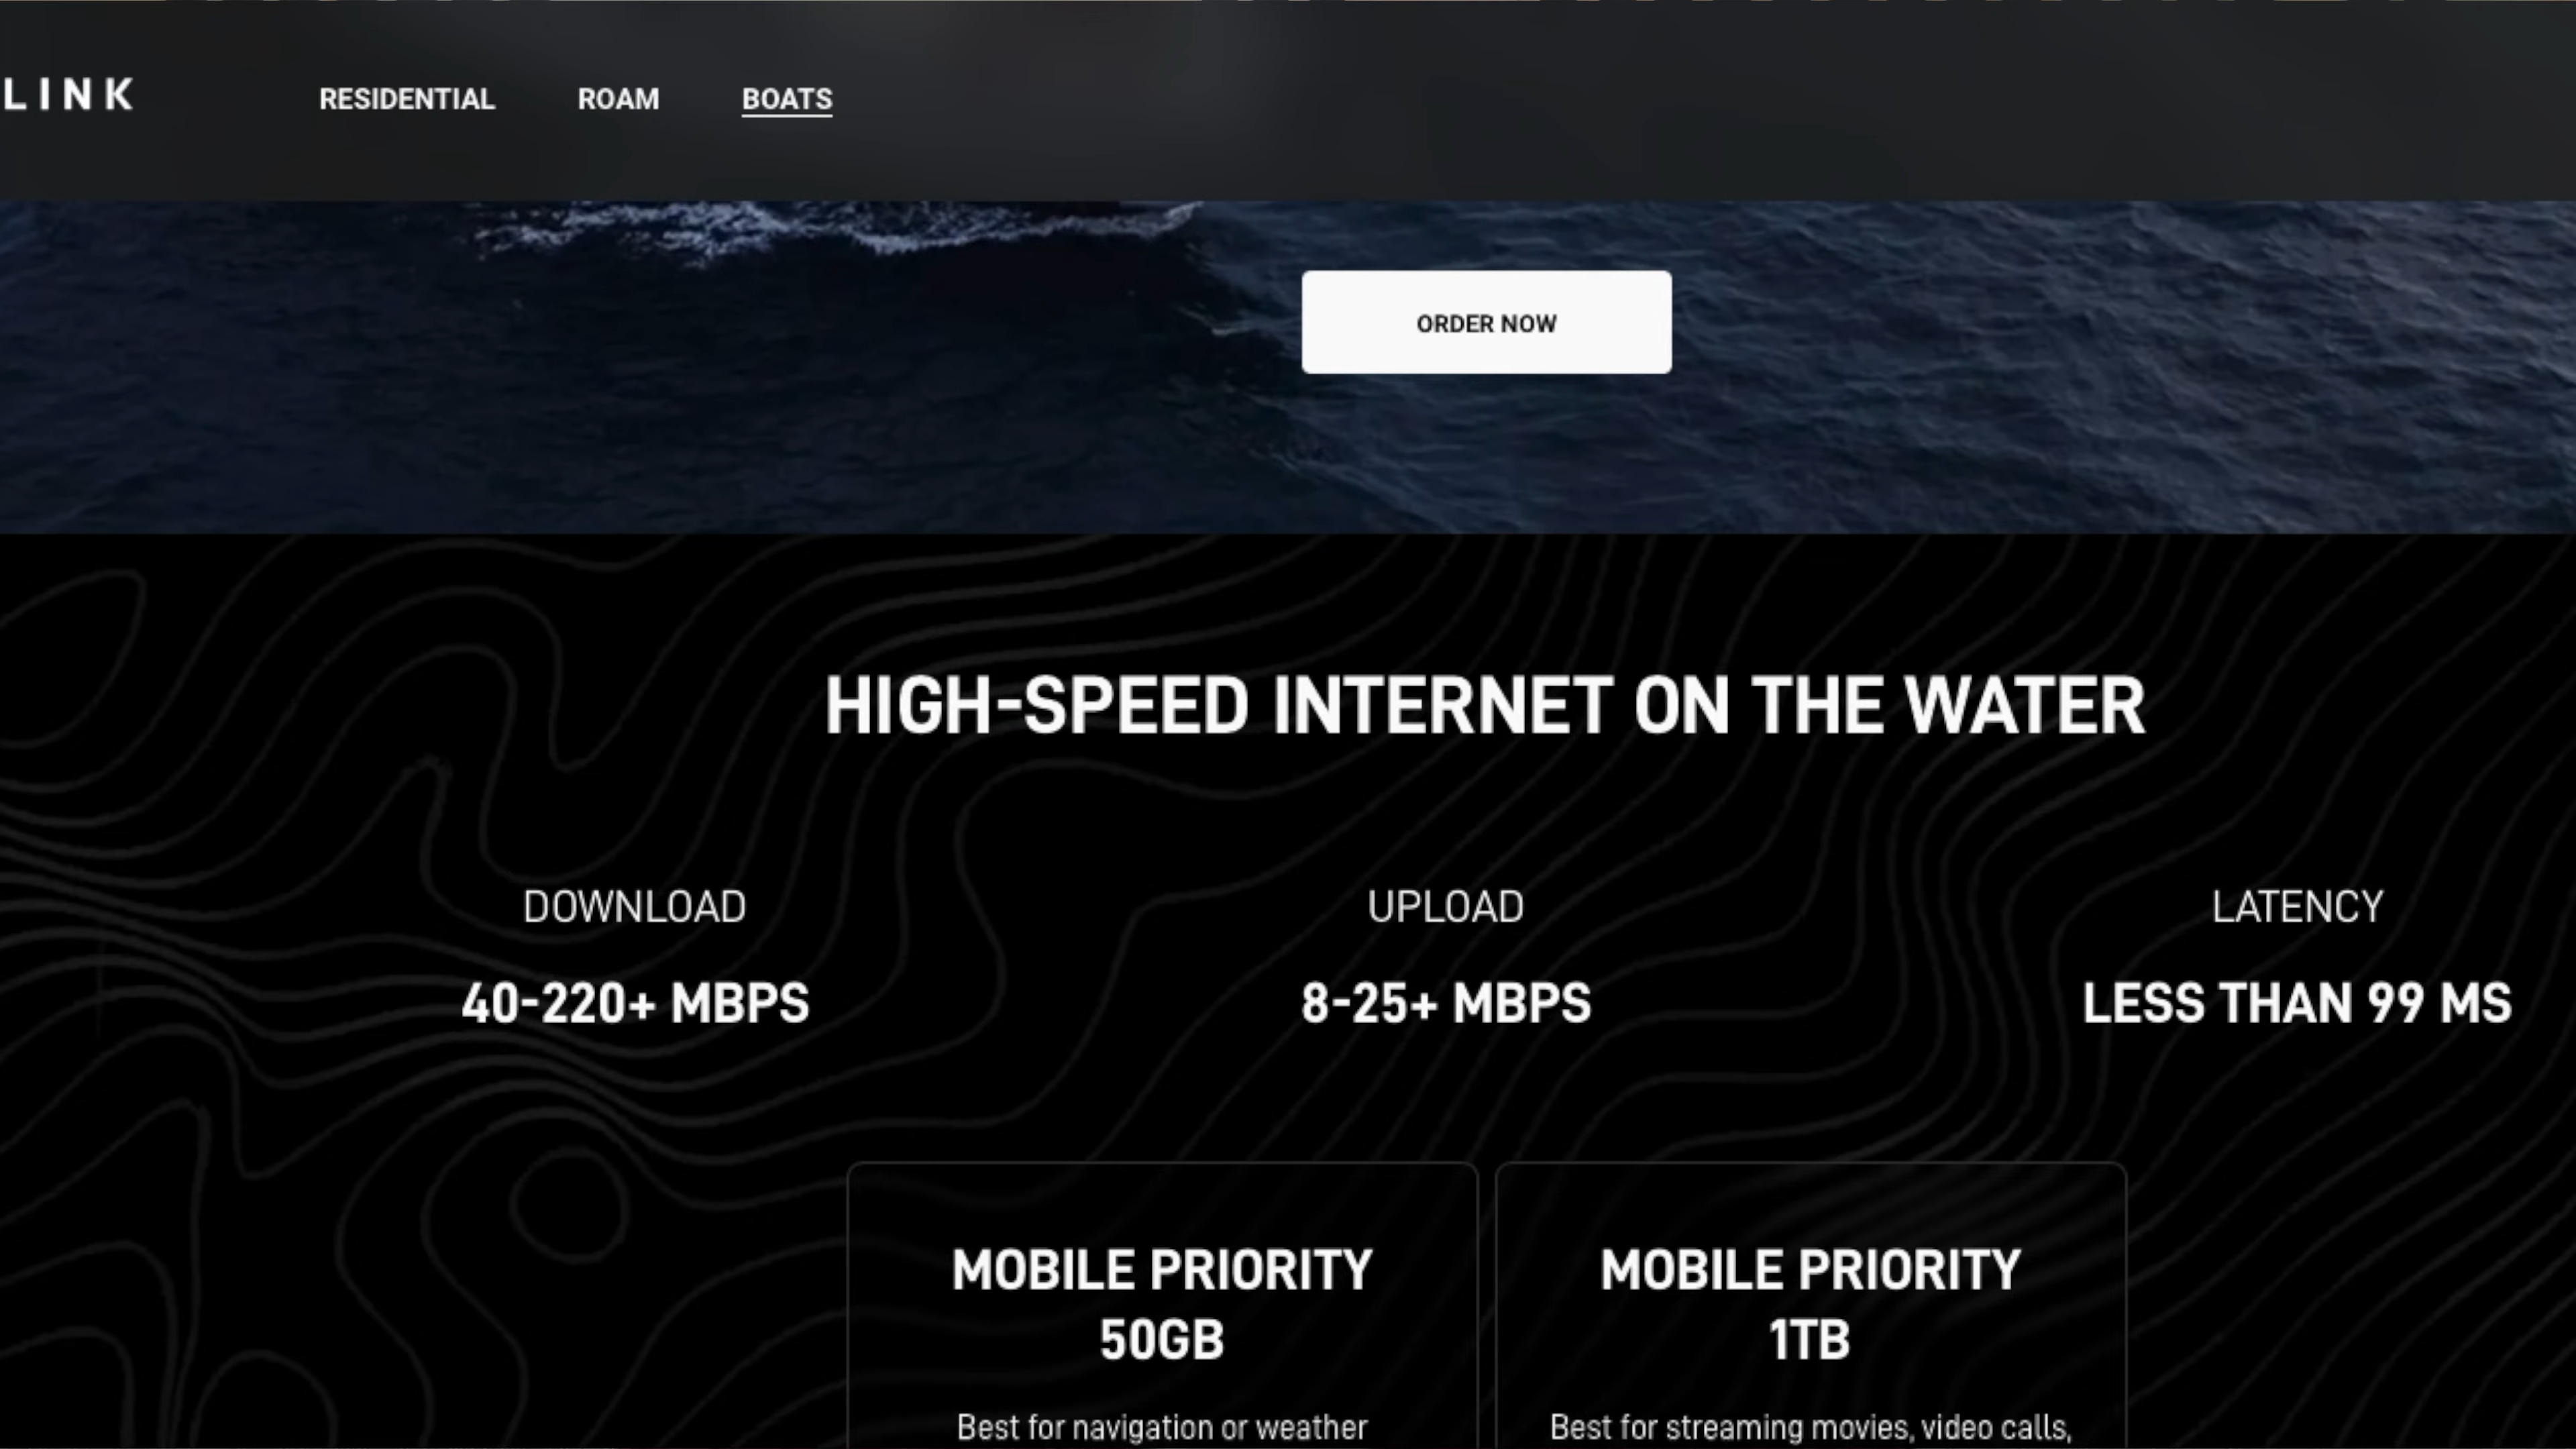 LINK
RESIDENTIAL ROAM BOATS
ORDER NOW
HIGH-SPEED INTERNET ON THE WATER
DOWNLOAD UPLOAD LATENCY
40-220+ MBPS 8-25+ MBPS LESS THAN 99 MS
MOBILE PRIORITY
50GB
Best for navigation or weather
MOBILE PRIORITY
1TB
Best for streaming movies, video calls,